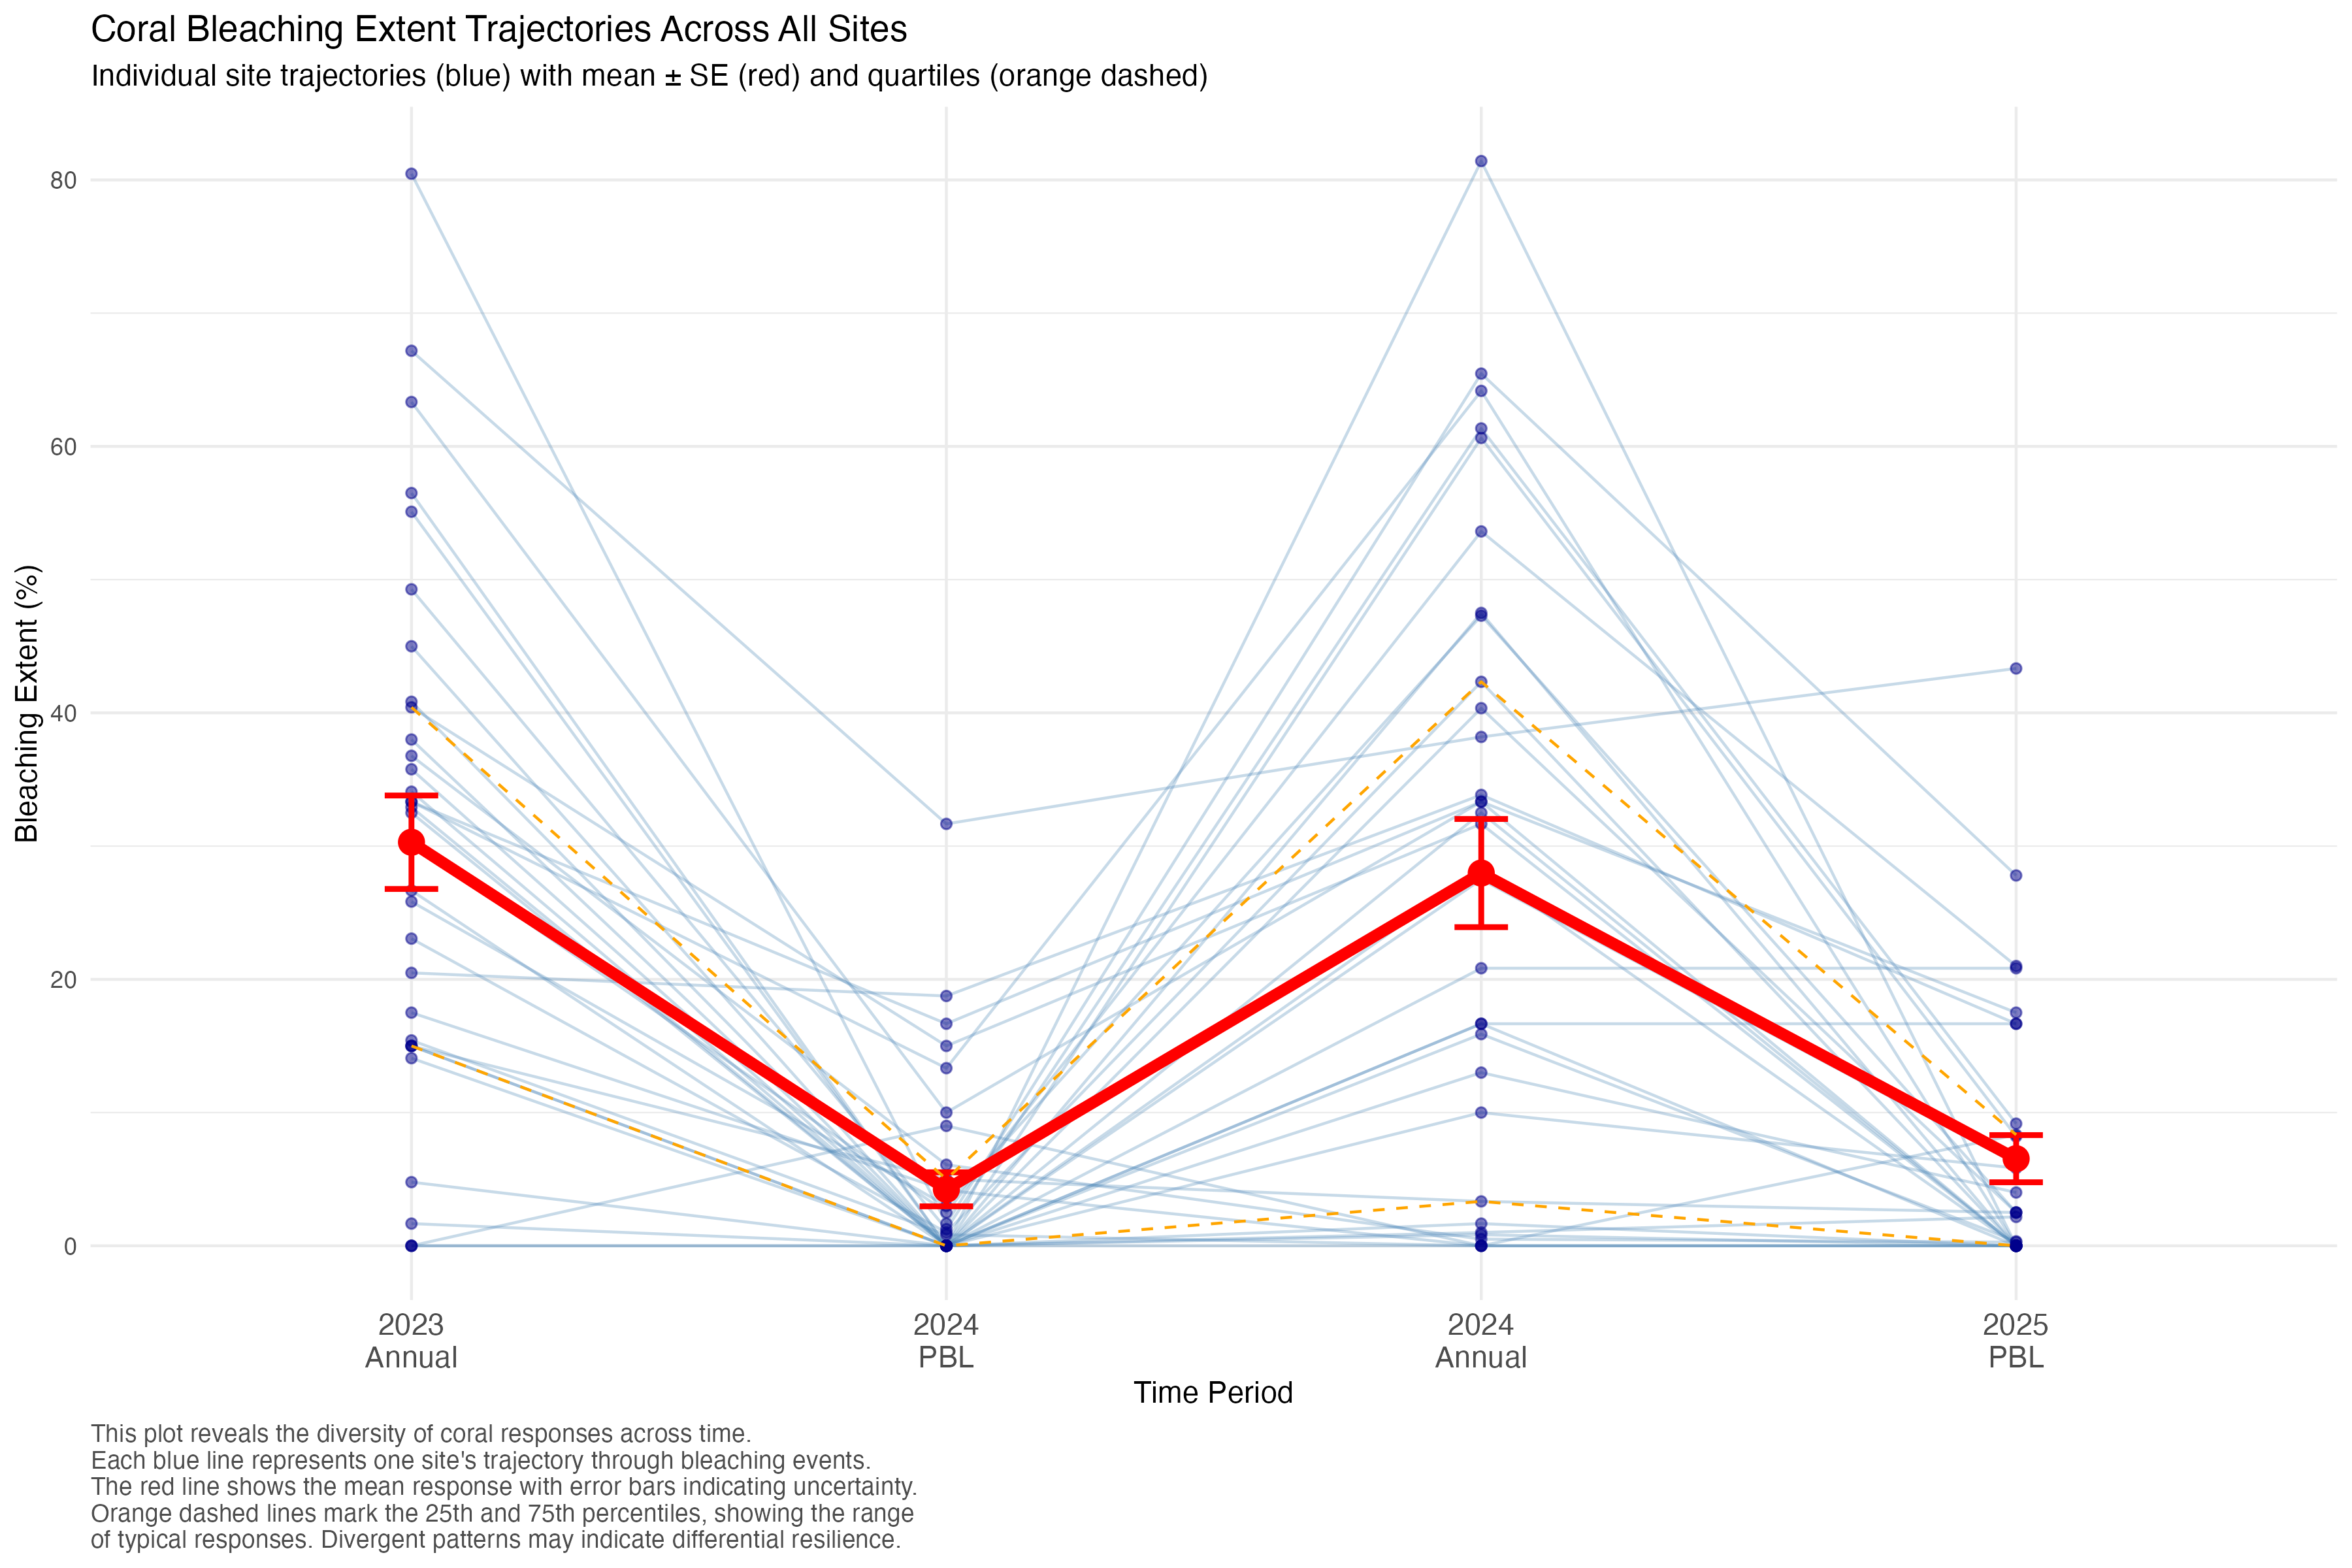 Coral Bleaching Extent Trajectories Across All Sites
Individual site trajectories (blue) with mean ± SE (red) and quartiles (orange dashed)
80
60
40
20
0
Bleaching Extent (%)
2023
Annual
2024
PBL
2024
Annual
2025
PBL
Time Period
This plot reveals the diversity of coral responses across time.
Each blue line represents one site's trajectory through bleaching events.
The red line shows the mean response with error bars indicating uncertainty.
Orange dashed lines mark the 25th and 75th percentiles, showing the range
of typical responses. Divergent patterns may indicate differential resilience.